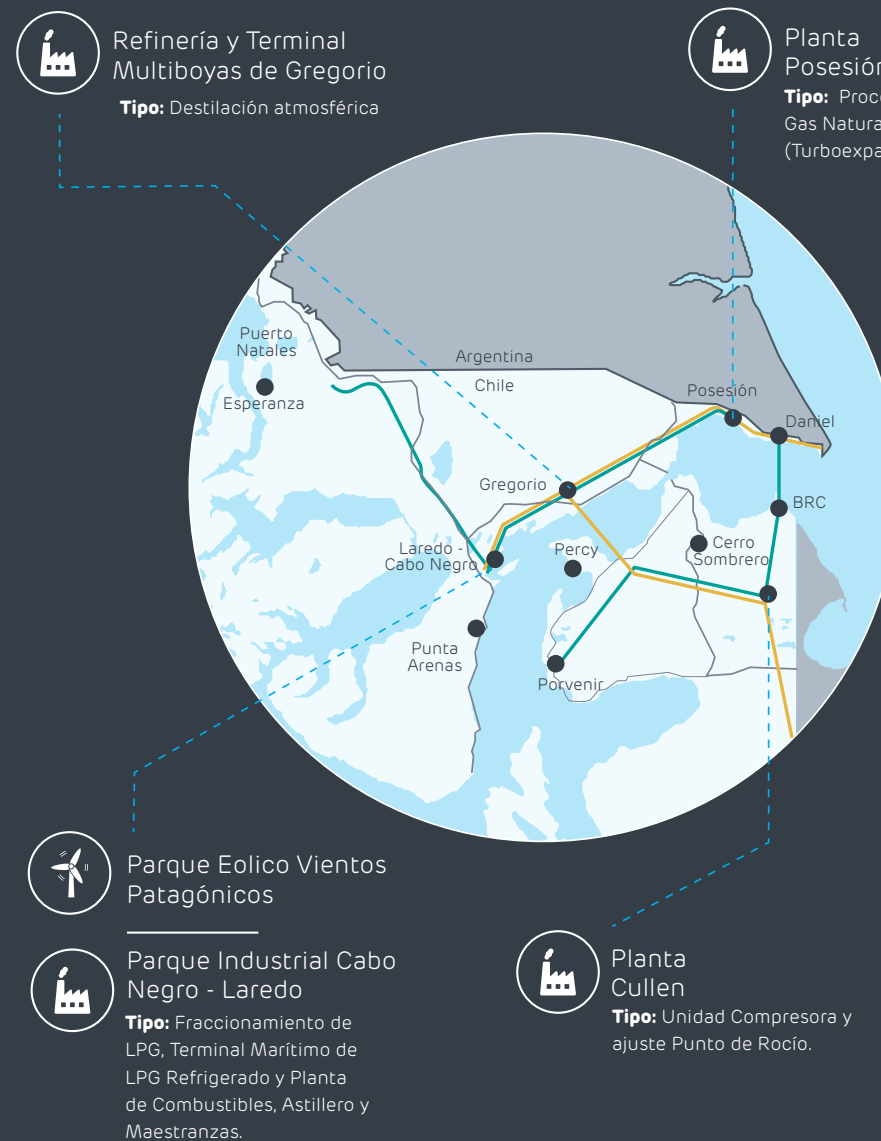 Refinería y Terminal
Multiboyas de Gregorio
Tipo: Destilación atmosférica
Planta
Posesión
Tipo:
Gas
Puerto
Natales
Esperanza
Argentina
Chile
Posesión
Daniel
Gregorio
BRC
Laredo -
Cabo Negro
Percy
Cerro
Sombrero
Punta
Arenas
Porvenir
Parque Eolico Vientos
Patagónicos
Parque Industrial Cabo
Negro - Laredo
Tipo: Fraccionamiento de
LPG, Terminal Marítimo de
LPG Refrigerado y Planta
de Combustibles, Astillero y
Maestranzas.
Planta
Cullen
Tipo: Unidad Compresora y
ajuste Punto de Rocío.